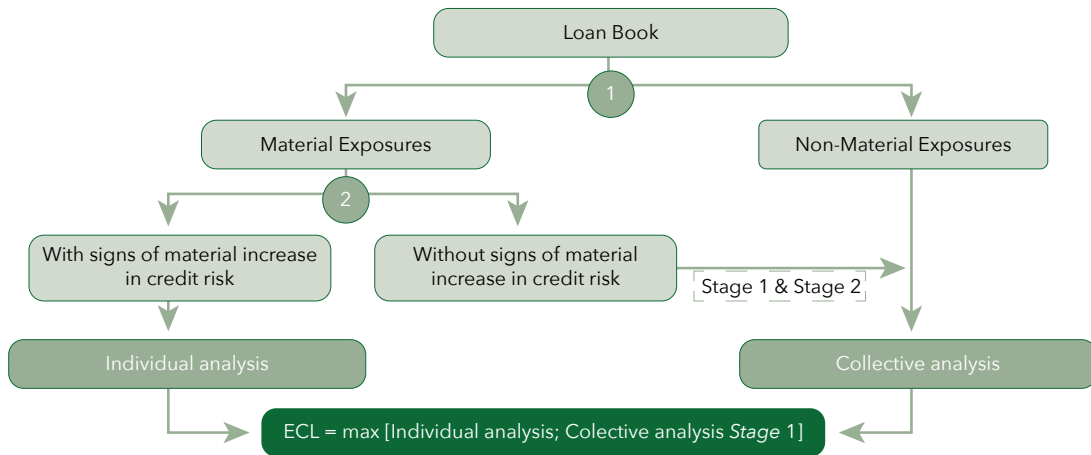 Loan Book
1
Material Exposures
Non-Material Exposures
2
With signs of material increase
in credit risk
Without signs of material
increase in credit risk
Stage 1 & Stage 2
Individual analysis
Collective analysis
ECL = max [Individual analysis; Colective analysis Stage 1]